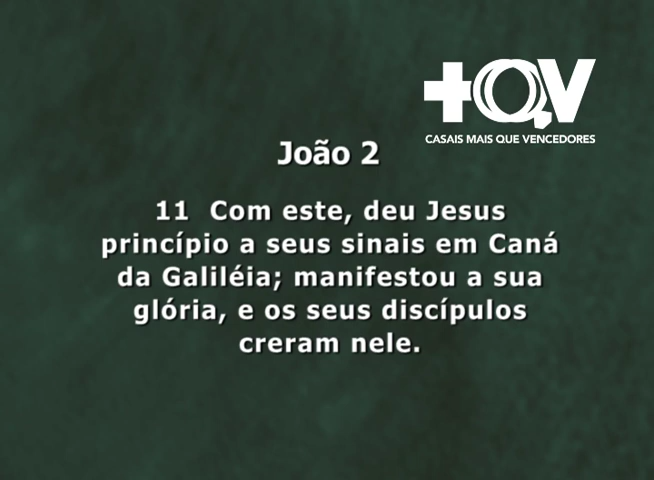 +QV
CASAIS MAIS QUE VENCEDORES
João 2
11 Com este, deu Jesus
princípio a seus sinais em Caná
da Galiléia; manifestou a sua
glória, e os seus discípulos
creram nele.